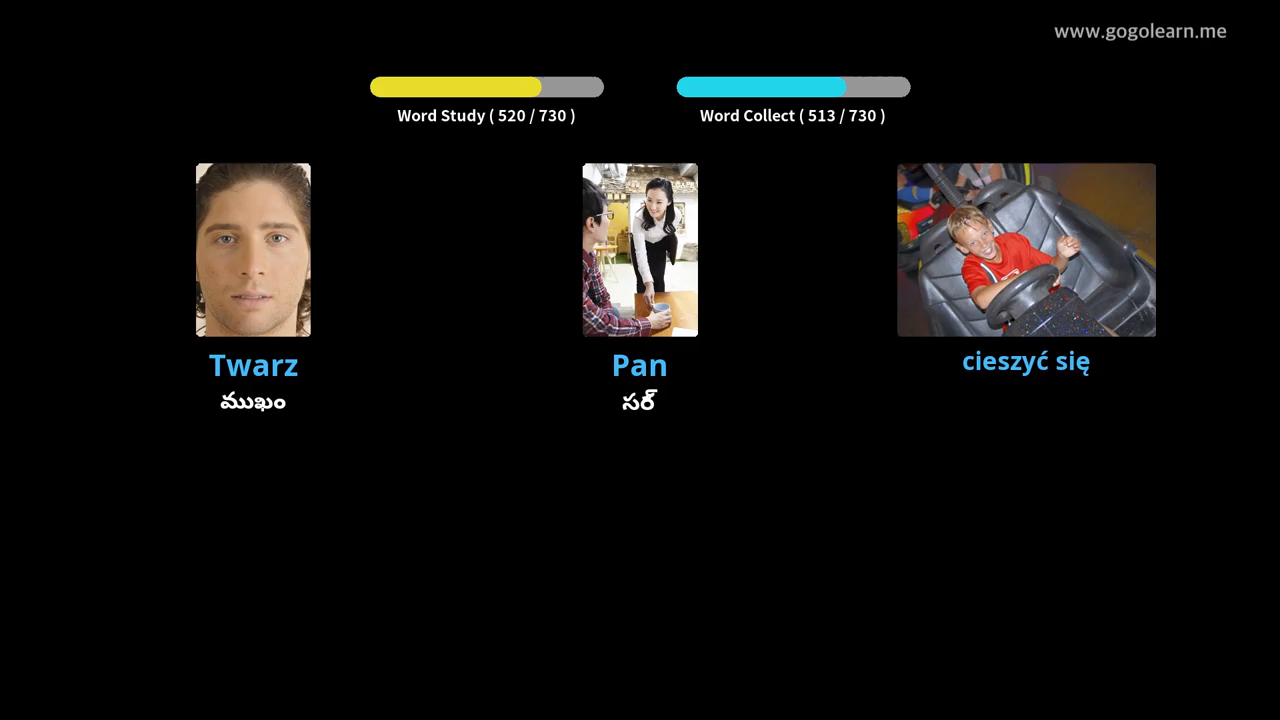 www.gogolearn.me
Word Study ( 520 / 730 )
Word Collect ( 513 / 730 )
Twarz
ముఖం
Pan
సర్
cieszyć się